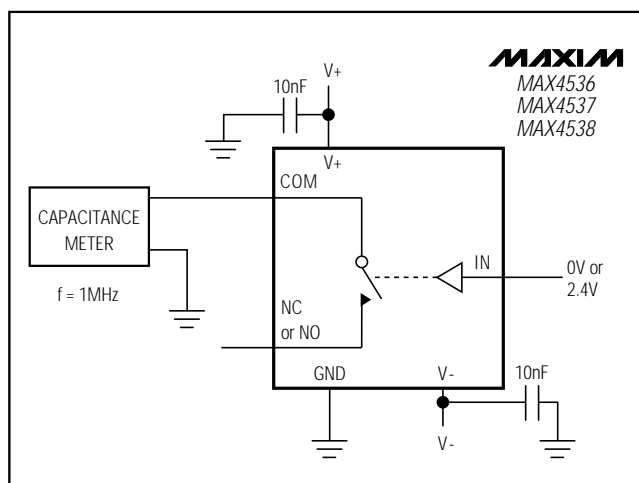 MAXIM
MAX4536
MAX4537
MAX4538
V+
10nF
V+
COM
CAPACITANCE
METER
f = 1MHz
IN
0V or
2.4V
NC
or NO
GND
V-
10nF
V-